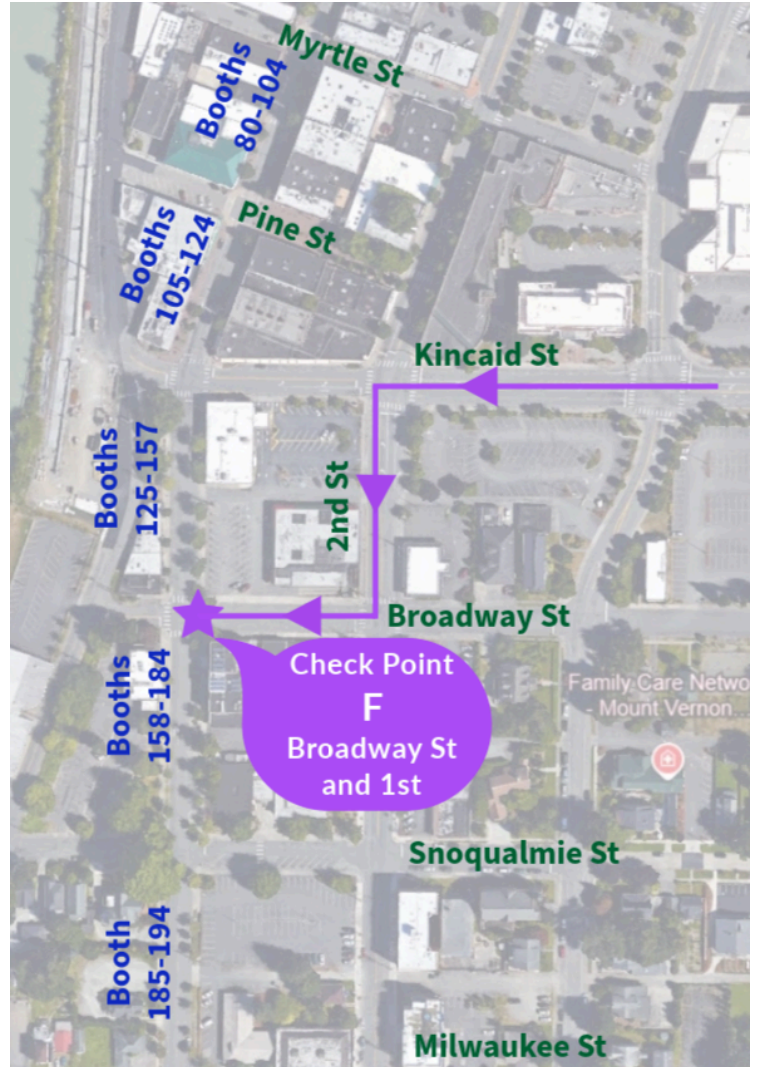 Myrtle St
Booths
80-104
Pine St
Booths
105-124
Kincaid St
Booths
125-157
2nd St
Broadway St
Check Point
F
Broadway St
and 1st
Booths
158-184
Family Care Netwo
- Mount Vernon...
Snoqualmie St
Booth
185-194
Milwaukee St